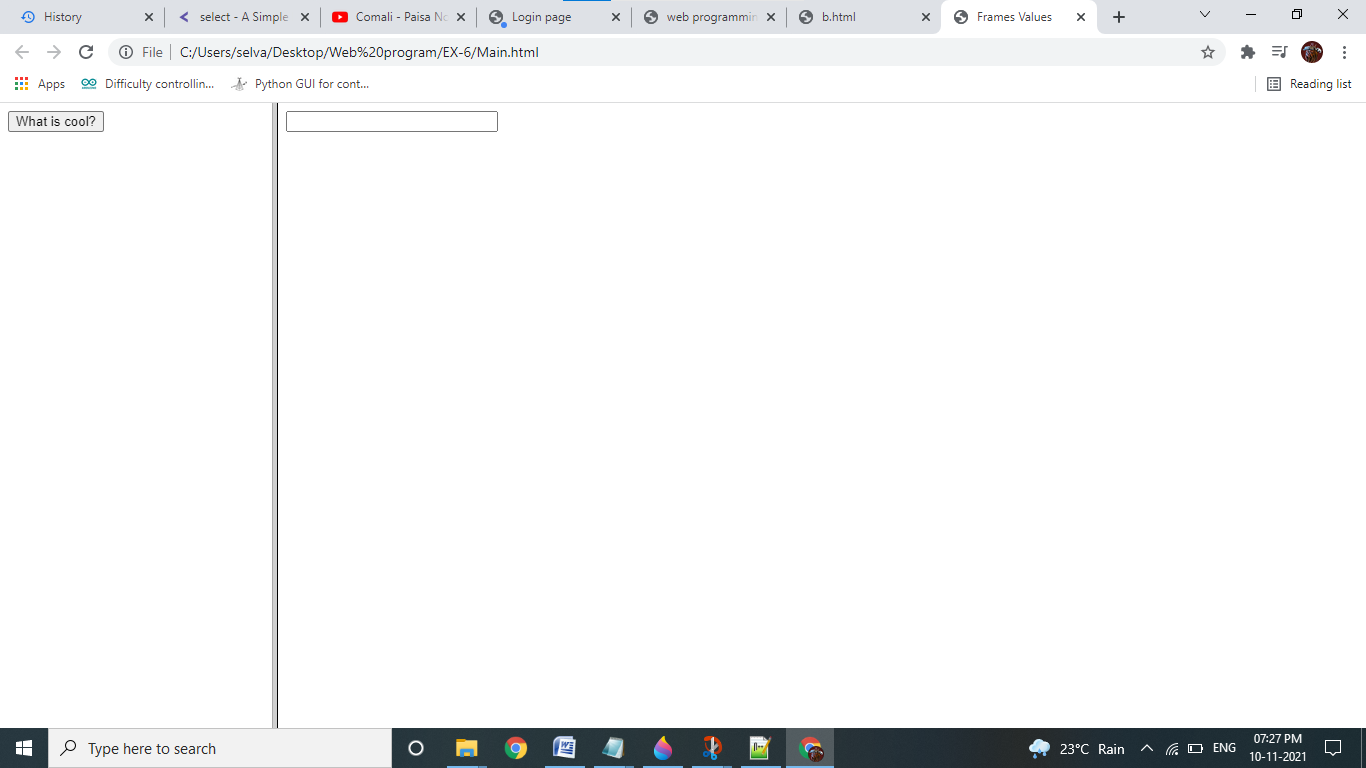 History
select - A Simple
Comali - Paisa No
Login page
web programmin
b.html
Frames Values
File
C:/Users/selva/Desktop/Web%20program/EX-6/Main.html
Apps
Difficulty controllin...
Python GUI for cont...
Reading list
What is cool?
Type here to search
23°C Rain
ENG
07:27 PM
10-11-2021